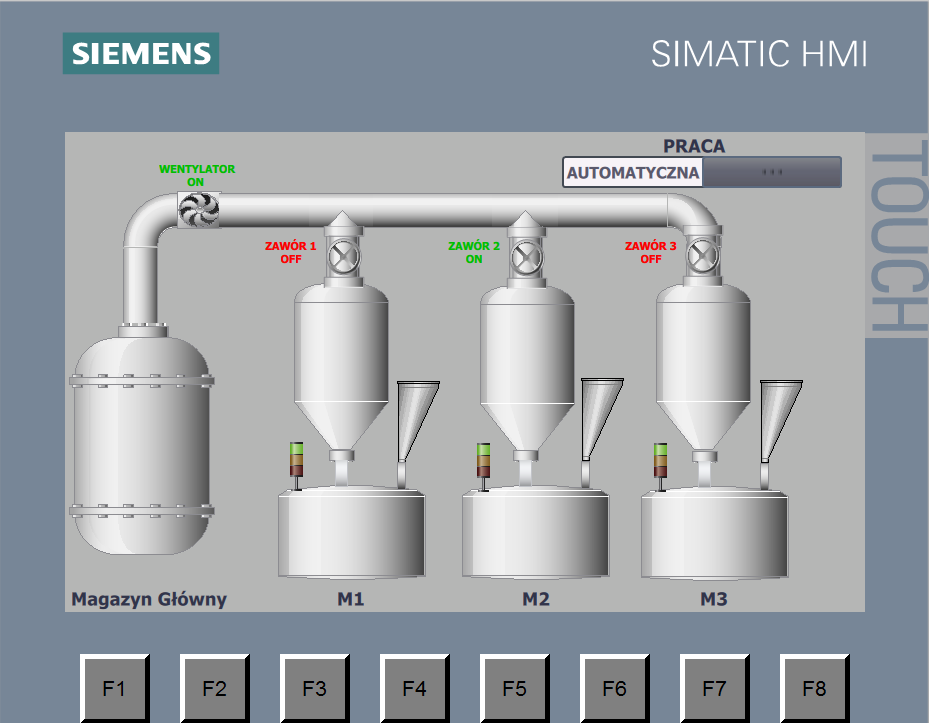 SIEMENS
SIMATIC HMI
TOUCH
PRACA
AUTOMATYCZNA
WENTYLATOR
ON
ZAWÓR 1
OFF
ZAWÓR 2
ON
ZAWÓR 3
OFF
Magazyn Główny
M1
M2
M3
F1
F2
F3
F4
F5
F6
F7
F8